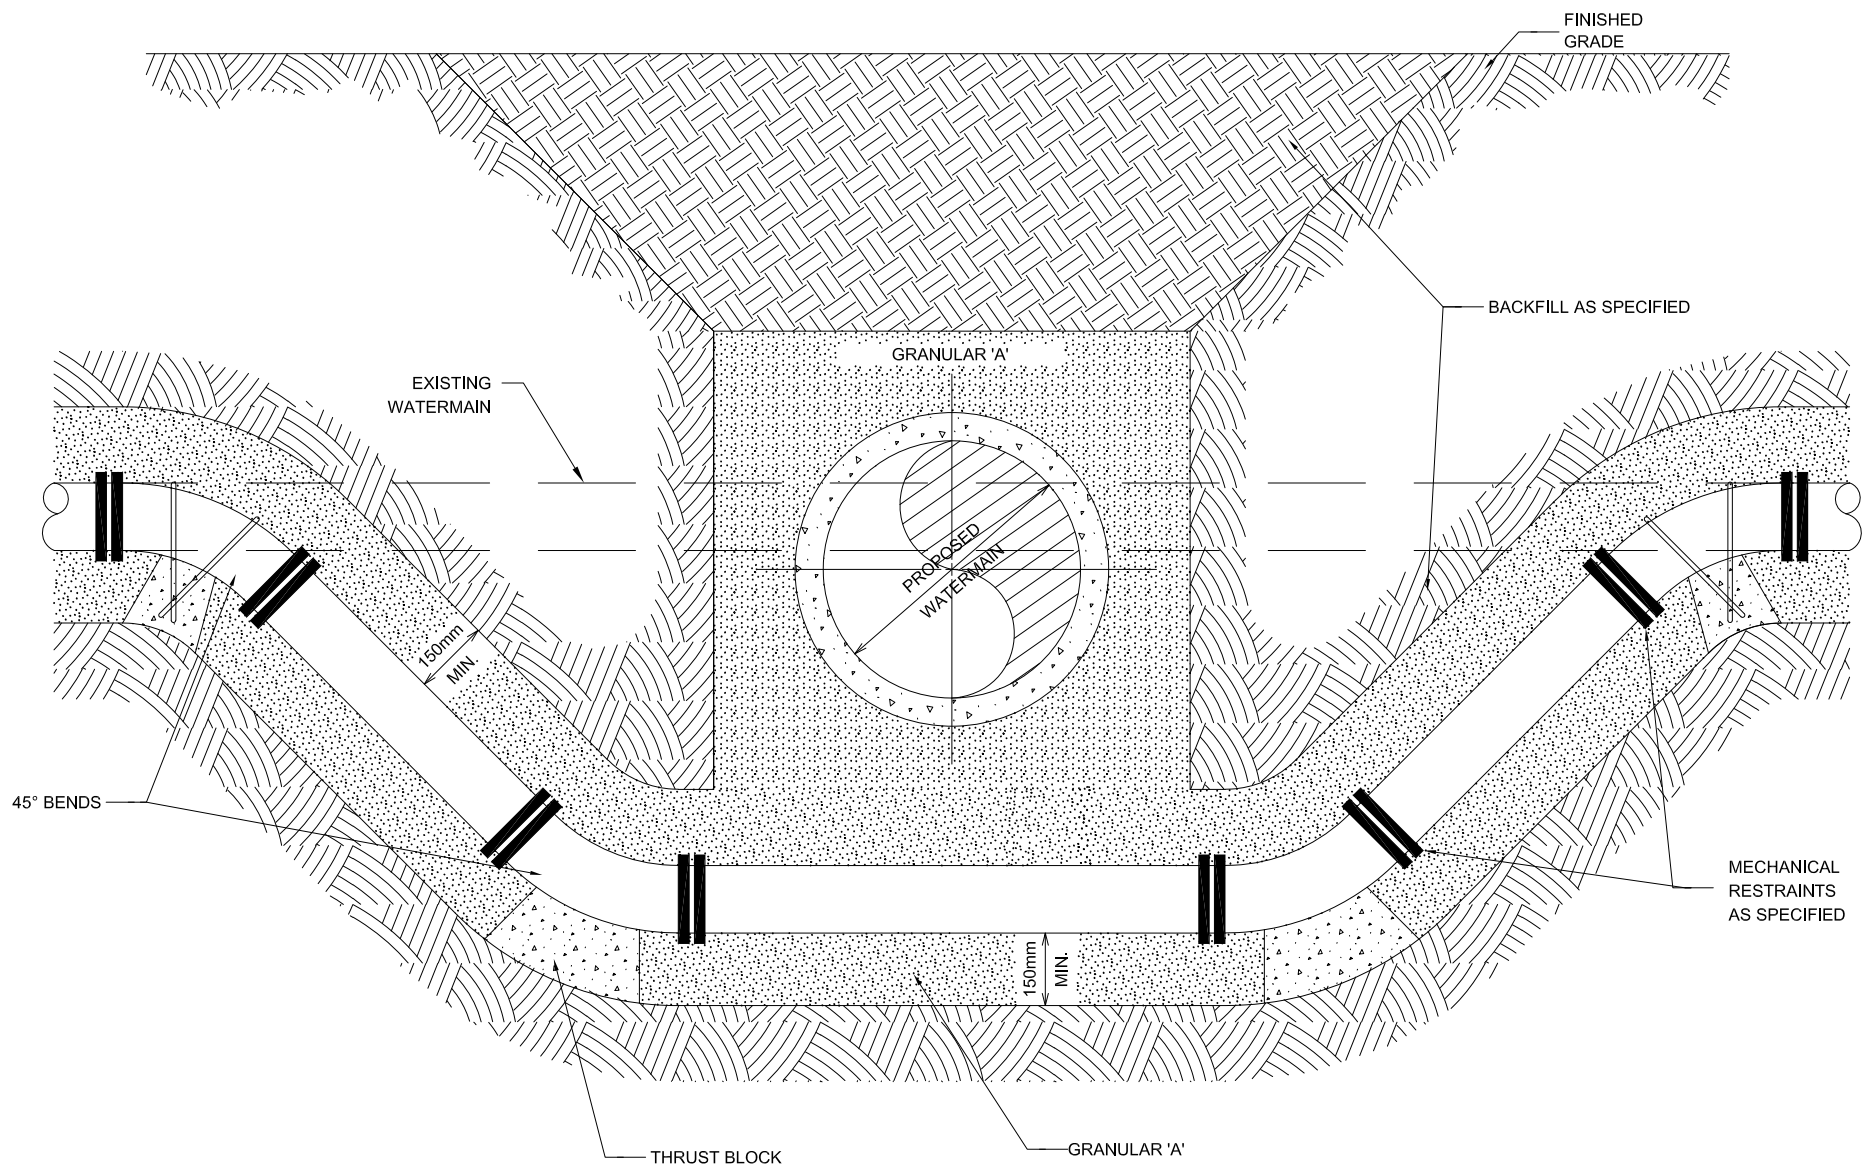 FINISHED
GRADE
BACKFILL AS SPECIFIED
GRANULAR 'A'
EXISTING
WATERMAIN
PROPOSED
WATERMAIN
150mm
MIN.
45° BENDS
MECHANICAL
RESTRAINTS
AS SPECIFIED
150mm
MIN.
THRUST BLOCK
GRANULAR 'A'